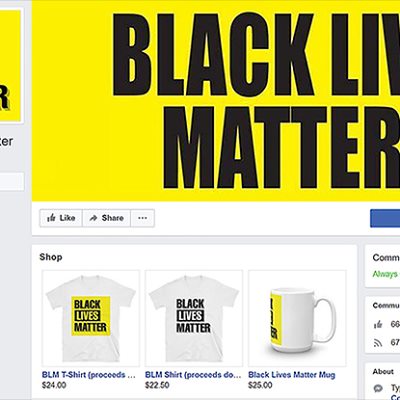 BLACK LIV
MATTER
R
ter
Like
Share
Shop
BLACK
LIVES
MATTER
BLACK
LIVES
MATTER
BLM T-Shirt (proceeds ...
$24.00
BLM Shirt (proceeds do...
$22.50
Black Lives Matter Mug
$25.00
Comm
Always
Commu
66
67
About
Ty
Co